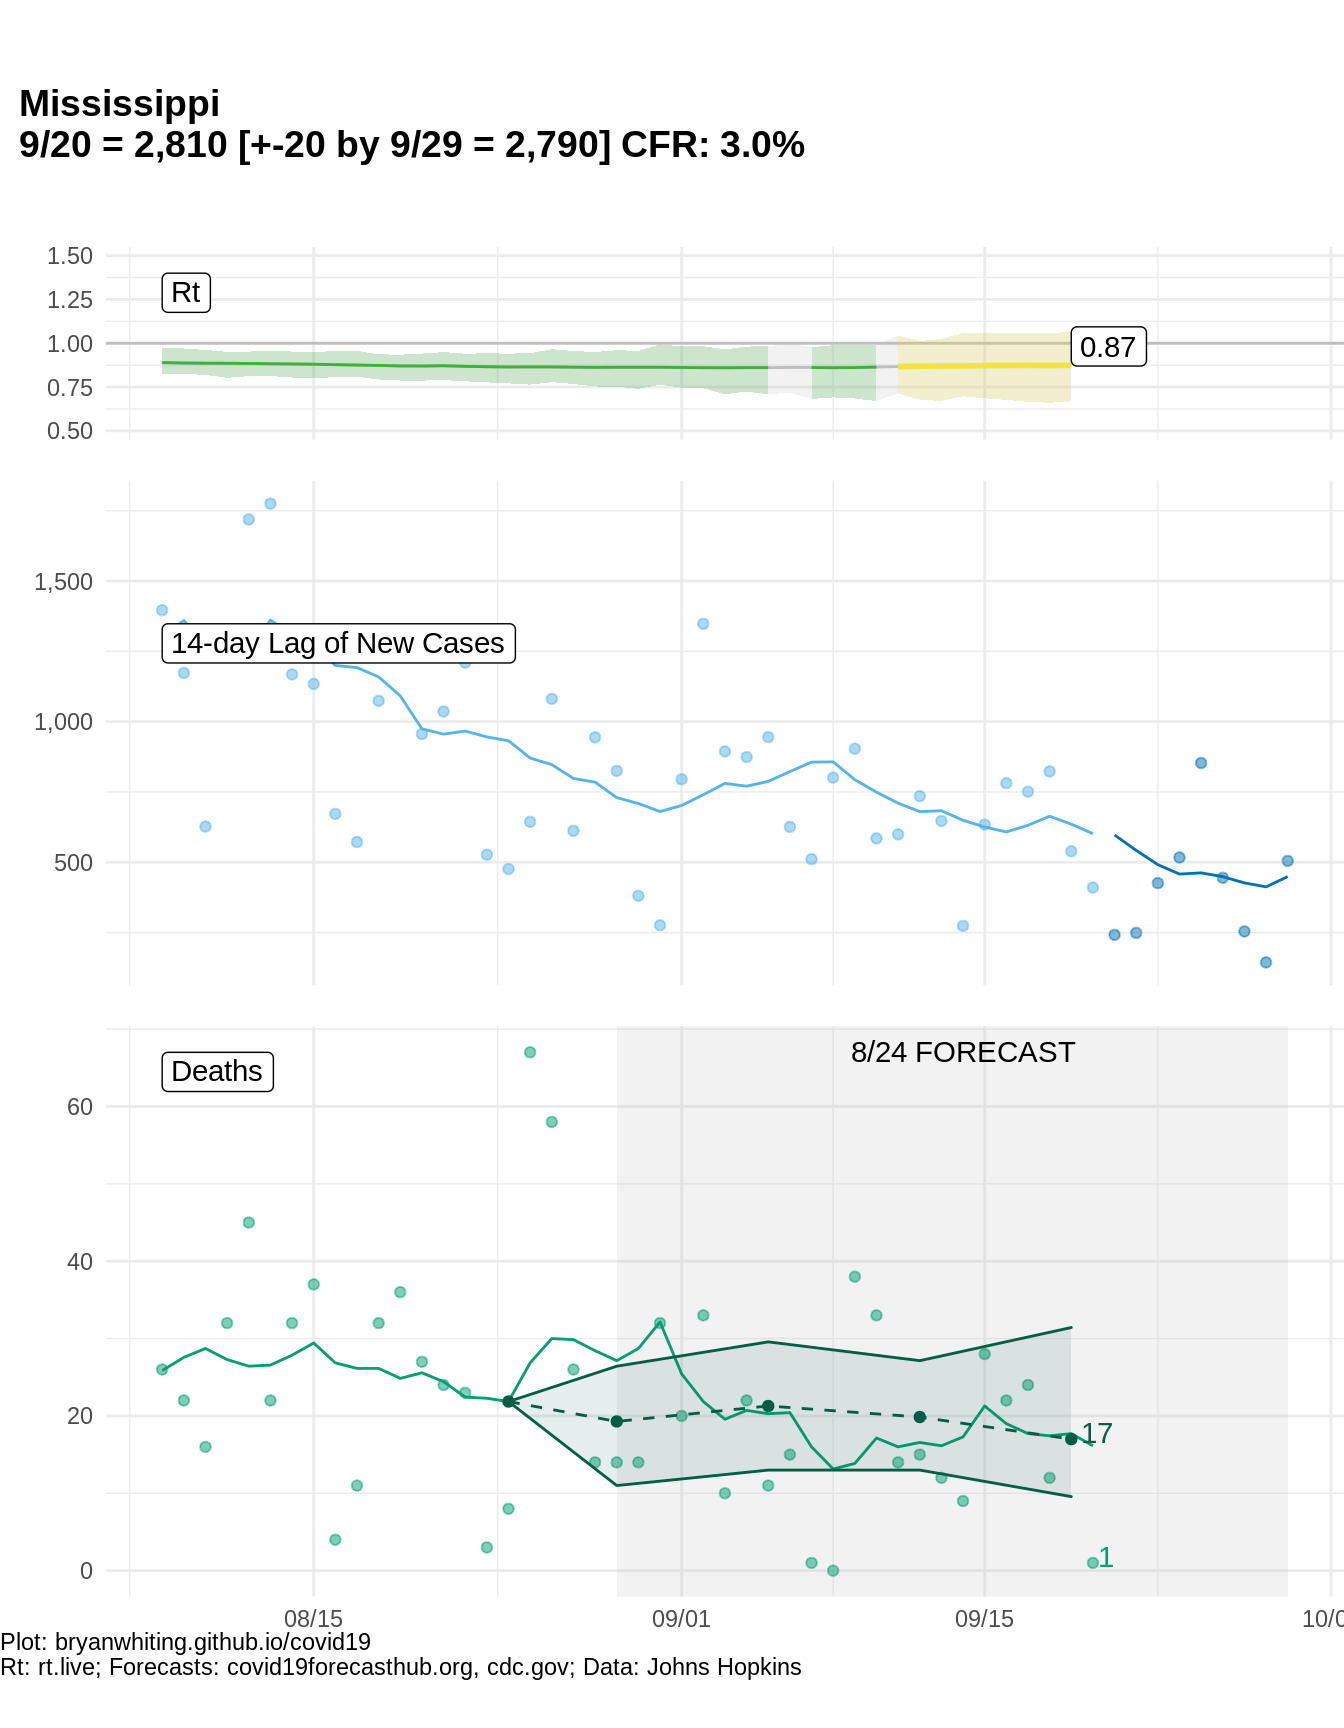 Mississippi
9/20 = 2,810 [+-20 by 9/29 = 2,790] CFR: 3.0%
1.50
1.25
1.00
0.75
0.50
Rt
0.87
1,500
1,000
500
14-day Lag of New Cases
Deaths
8/24 FORECAST
60
40
20
0
17
1
08/15
09/01
09/15
10/0
Plot: bryanwhiting.github.io/covid19
Rt: rt.live; Forecasts: covid19forecasthub.org, cdc.gov; Data: Johns Hopkins